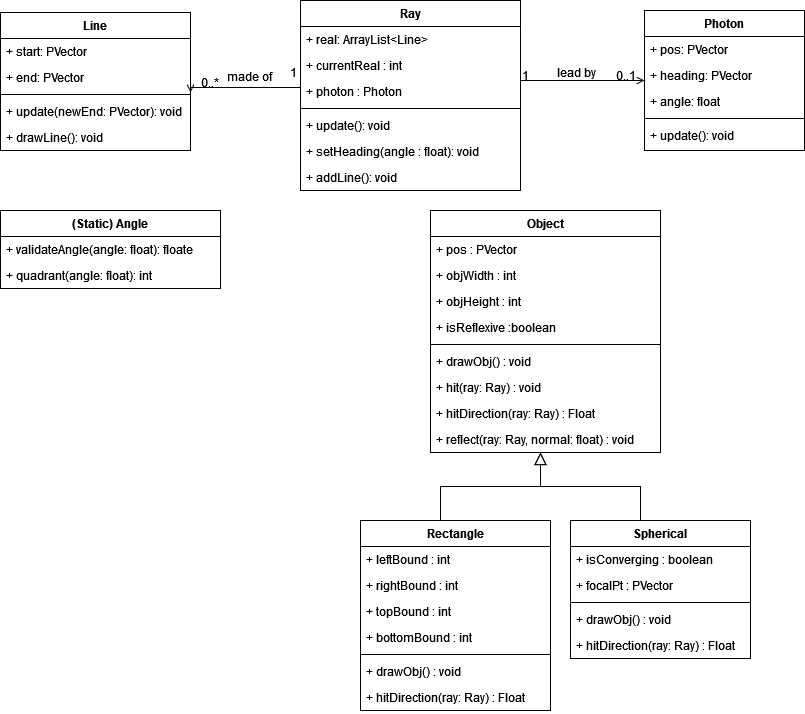 Line
+ start: PVector
+ end: PVector
+ update(newEnd: PVector): void
+ drawLine(): void
0..*
made of
1
Ray
+ real: ArrayList<Line>
+ currentReal : int
+ photon : Photon
+ update(): void
+ setHeading(angle : float): void
+ addLine(): void
1
lead by
0..1
Photon
+ pos: PVector
+ heading: PVector
+ angle: float
+ update(): void
(Static) Angle
+ validateAngle(angle: float): floate
+ quadrant(angle: float): int
Object
+ pos : PVector
+ objWidth : int
+ objHeight : int
+ isReflexive :boolean
+ drawObj() : void
+ hit(ray: Ray) : void
+ hitDirection(ray: Ray) : Float
+ reflect(ray: Ray, normal: float) : void
Rectangle
+ leftBound : int
+ rightBound : int
+ topBound : int
+ bottomBound : int
+ drawObj() : void
+ hitDirection(ray: Ray) : Float
Spherical
+ isConverging : boolean
+ focalPt : PVector
+ drawObj() : void
+ hitDirection(ray: Ray) : Float